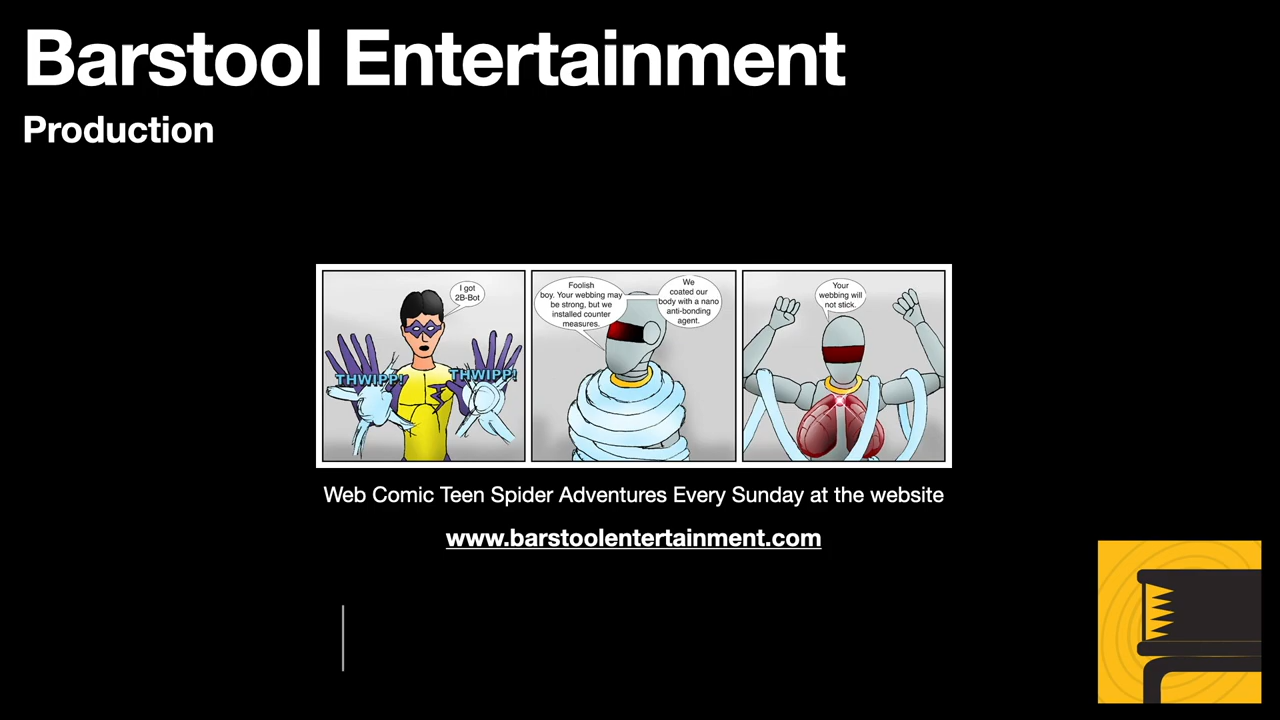 Barstool Entertainment
Production
I got
2B-Bot
THWIPP!
THWIPP!
Foolish
boy. Your webbing may
be strong, but we
installed counter
measures.
We
coated our
body with a nano
anti-bonding
agent.
Your
webbing will
not stick.
Web Comic Teen Spider Adventures Every Sunday at the website
www.barstoolentertainment.com